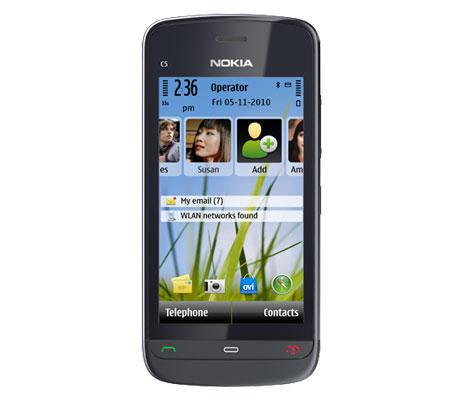 C5 NOKIA
2:36 Operator
pm Fri 05-11-2010
es Susan Add Am
My email (7)
WLAN networks found
ovi
Telephone Contacts